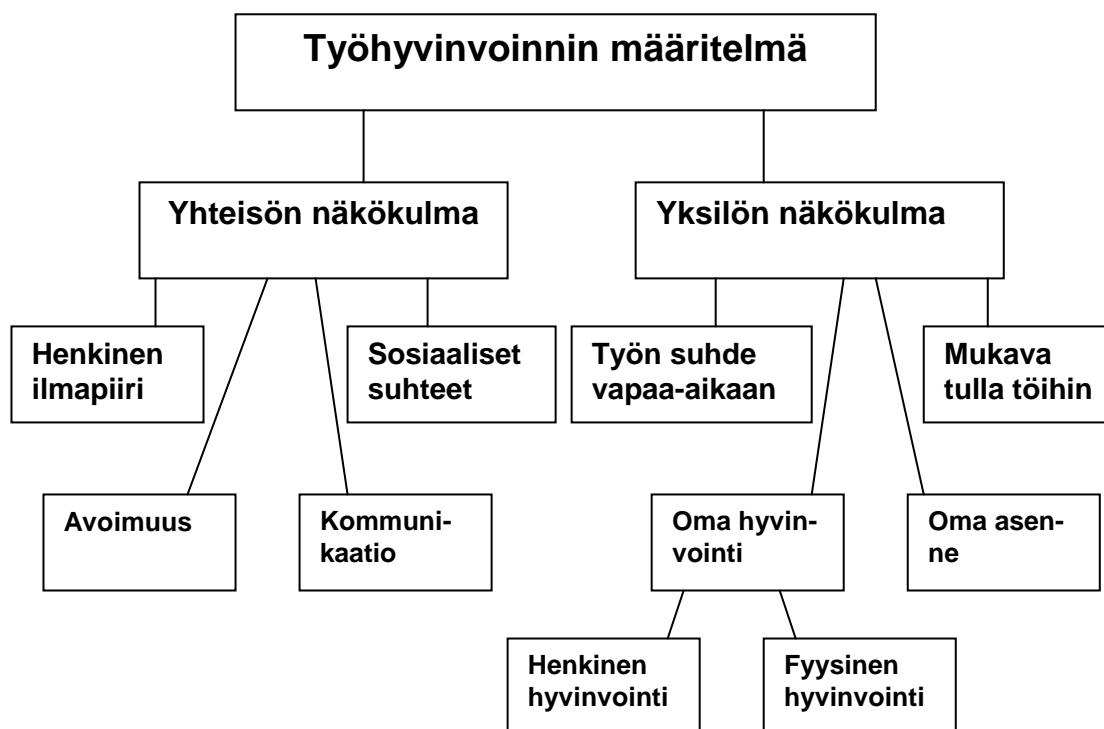 Työhyvinvoinnin määritelmä
Yhteisön näkökulma
Yksilön näkökulma
Henkinen
ilmapiiri
Sosiaaliset
suhteet
Työn suhde
vapaa-aikaan
Mukava
tulla töihin
Avoimuus
Kommuni-
kaatio
Oma hyvin-
vointi
Oma asen-
ne
Henkinen
hyvinvointi
Fyysinen
hyvinvointi